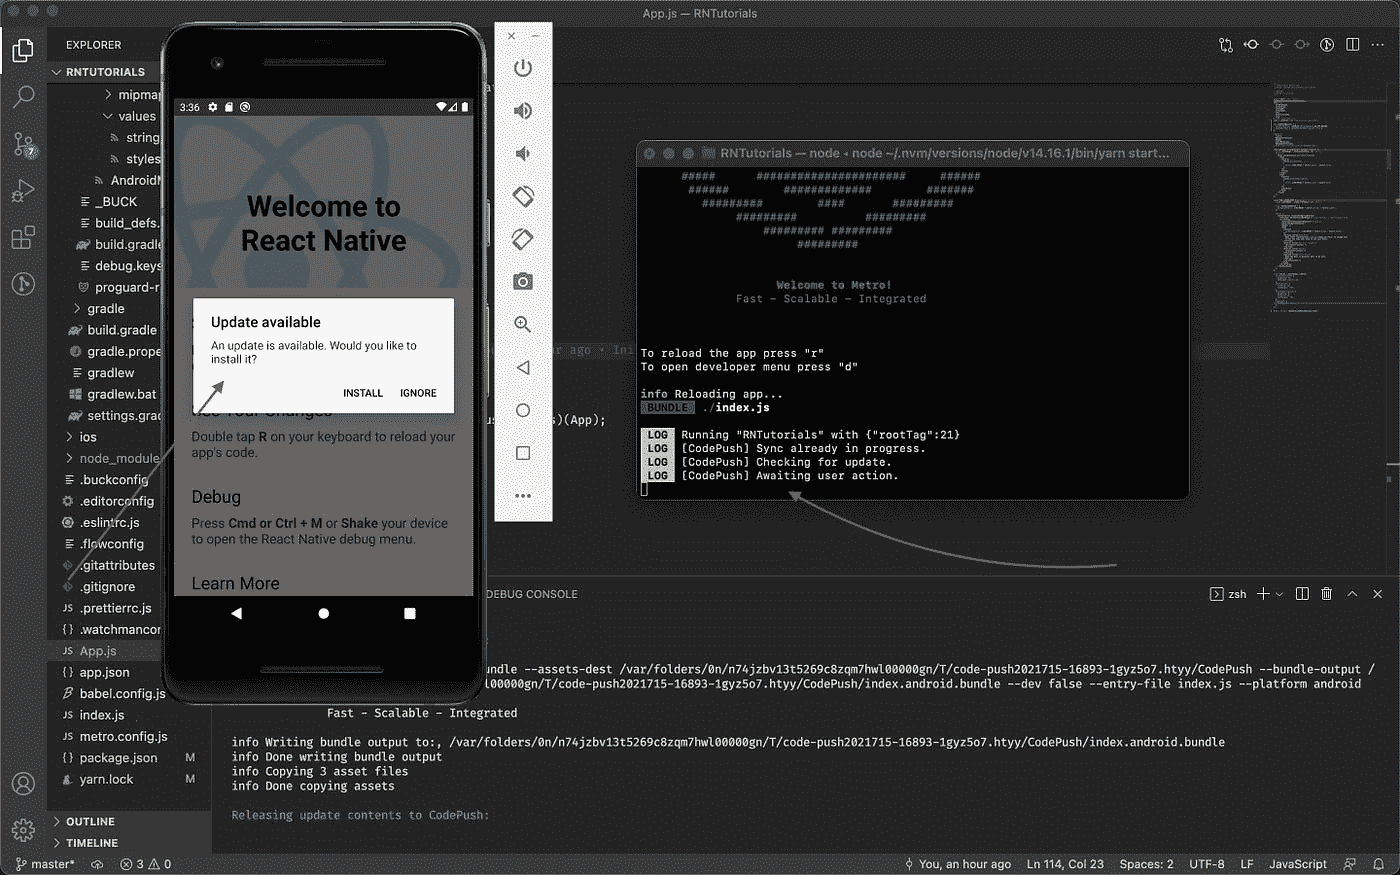 App.js — RNTutorials
EXPLORER
RNTUTORIALS
mipmap
values
string
styles
AndroidM
_BUCK
build_defs.
build.gradle
debug.keys
proguard-r
gradle
build.gradle
gradle.prope
gradlew
gradlew.bat
settings.grad
ios
node_module
.buckconfig
.editorconfig
.eslintrc.js
.flowconfig
.gitattributes
.gitignore
.prettierrc.js
.watchmancon
JS App.js
{} app.json
babel.config.js
JS index.js
JS metro.config.js
{} package.json M
yarn.lock M
OUTLINE
TIMELINE
7
3:36
Welcome to
React Native
Update available
An update is available. Would you like to
install it?
INSTALL IGNORE
See Your Changes
Double tap R on your keyboard to reload your
app's code.
Debug
Press Cmd or Ctrl + M or Shake your device
to open the React Native debug menu.
Learn More
ur ago • Ini
s)(App);
RNTutorials — node • node ~/.nvm/versions/node/v14.16.1/bin/yarn start...
##### ###################### ######
###### ############# #######
######### #### #########
######### #########
######### #########
#########
Welcome to Metro!
Fast - Scalable - Integrated
To reload the app press "r"
To open developer menu press "d"
info Reloading app...
BUNDLE ./index.js
LOG Running "RNTutorials" with {"rootTag":21}
LOG [CodePush] Sync already in progress.
LOG [CodePush] Checking for update.
LOG [CodePush] Awaiting user action.
DEBUG CONSOLE
zsh
undle --assets-dest /var/folders/0n/n74jzbv13t5269c8zqm7hwl00000gn/T/code-push2021715-16893-1gyz5o7.htyy/CodePush --bundle-output /
l00000gn/T/code-push2021715-16893-1gyz5o7.htyy/CodePush/index.android.bundle --dev false --entry-file index.js --platform android
Fast - Scalable - Integrated
info Writing bundle output to:, /var/folders/0n/n74jzbv13t5269c8zqm7hwl00000gn/T/code-push2021715-16893-1gyz5o7.htyy/CodePush/index.android.bundle
info Done writing bundle output
info Copying 3 asset files
info Done copying assets
Releasing update contents to CodePush:
master* 3 0
You, an hour ago Ln 114, Col 23 Spaces: 2 UTF-8 LF JavaScript